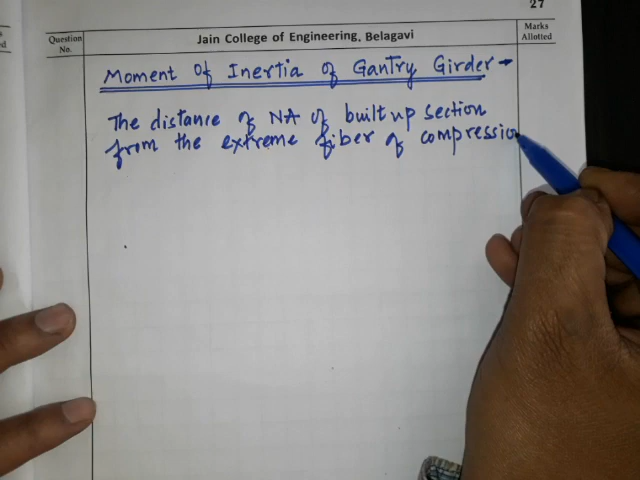 27
Question No.
Jain College of Engineering, Belagavi
Marks Allotted
Moment Of Inertia of Gantry Girder →
The distance of NA of built up section
from the extreme fiber of compression